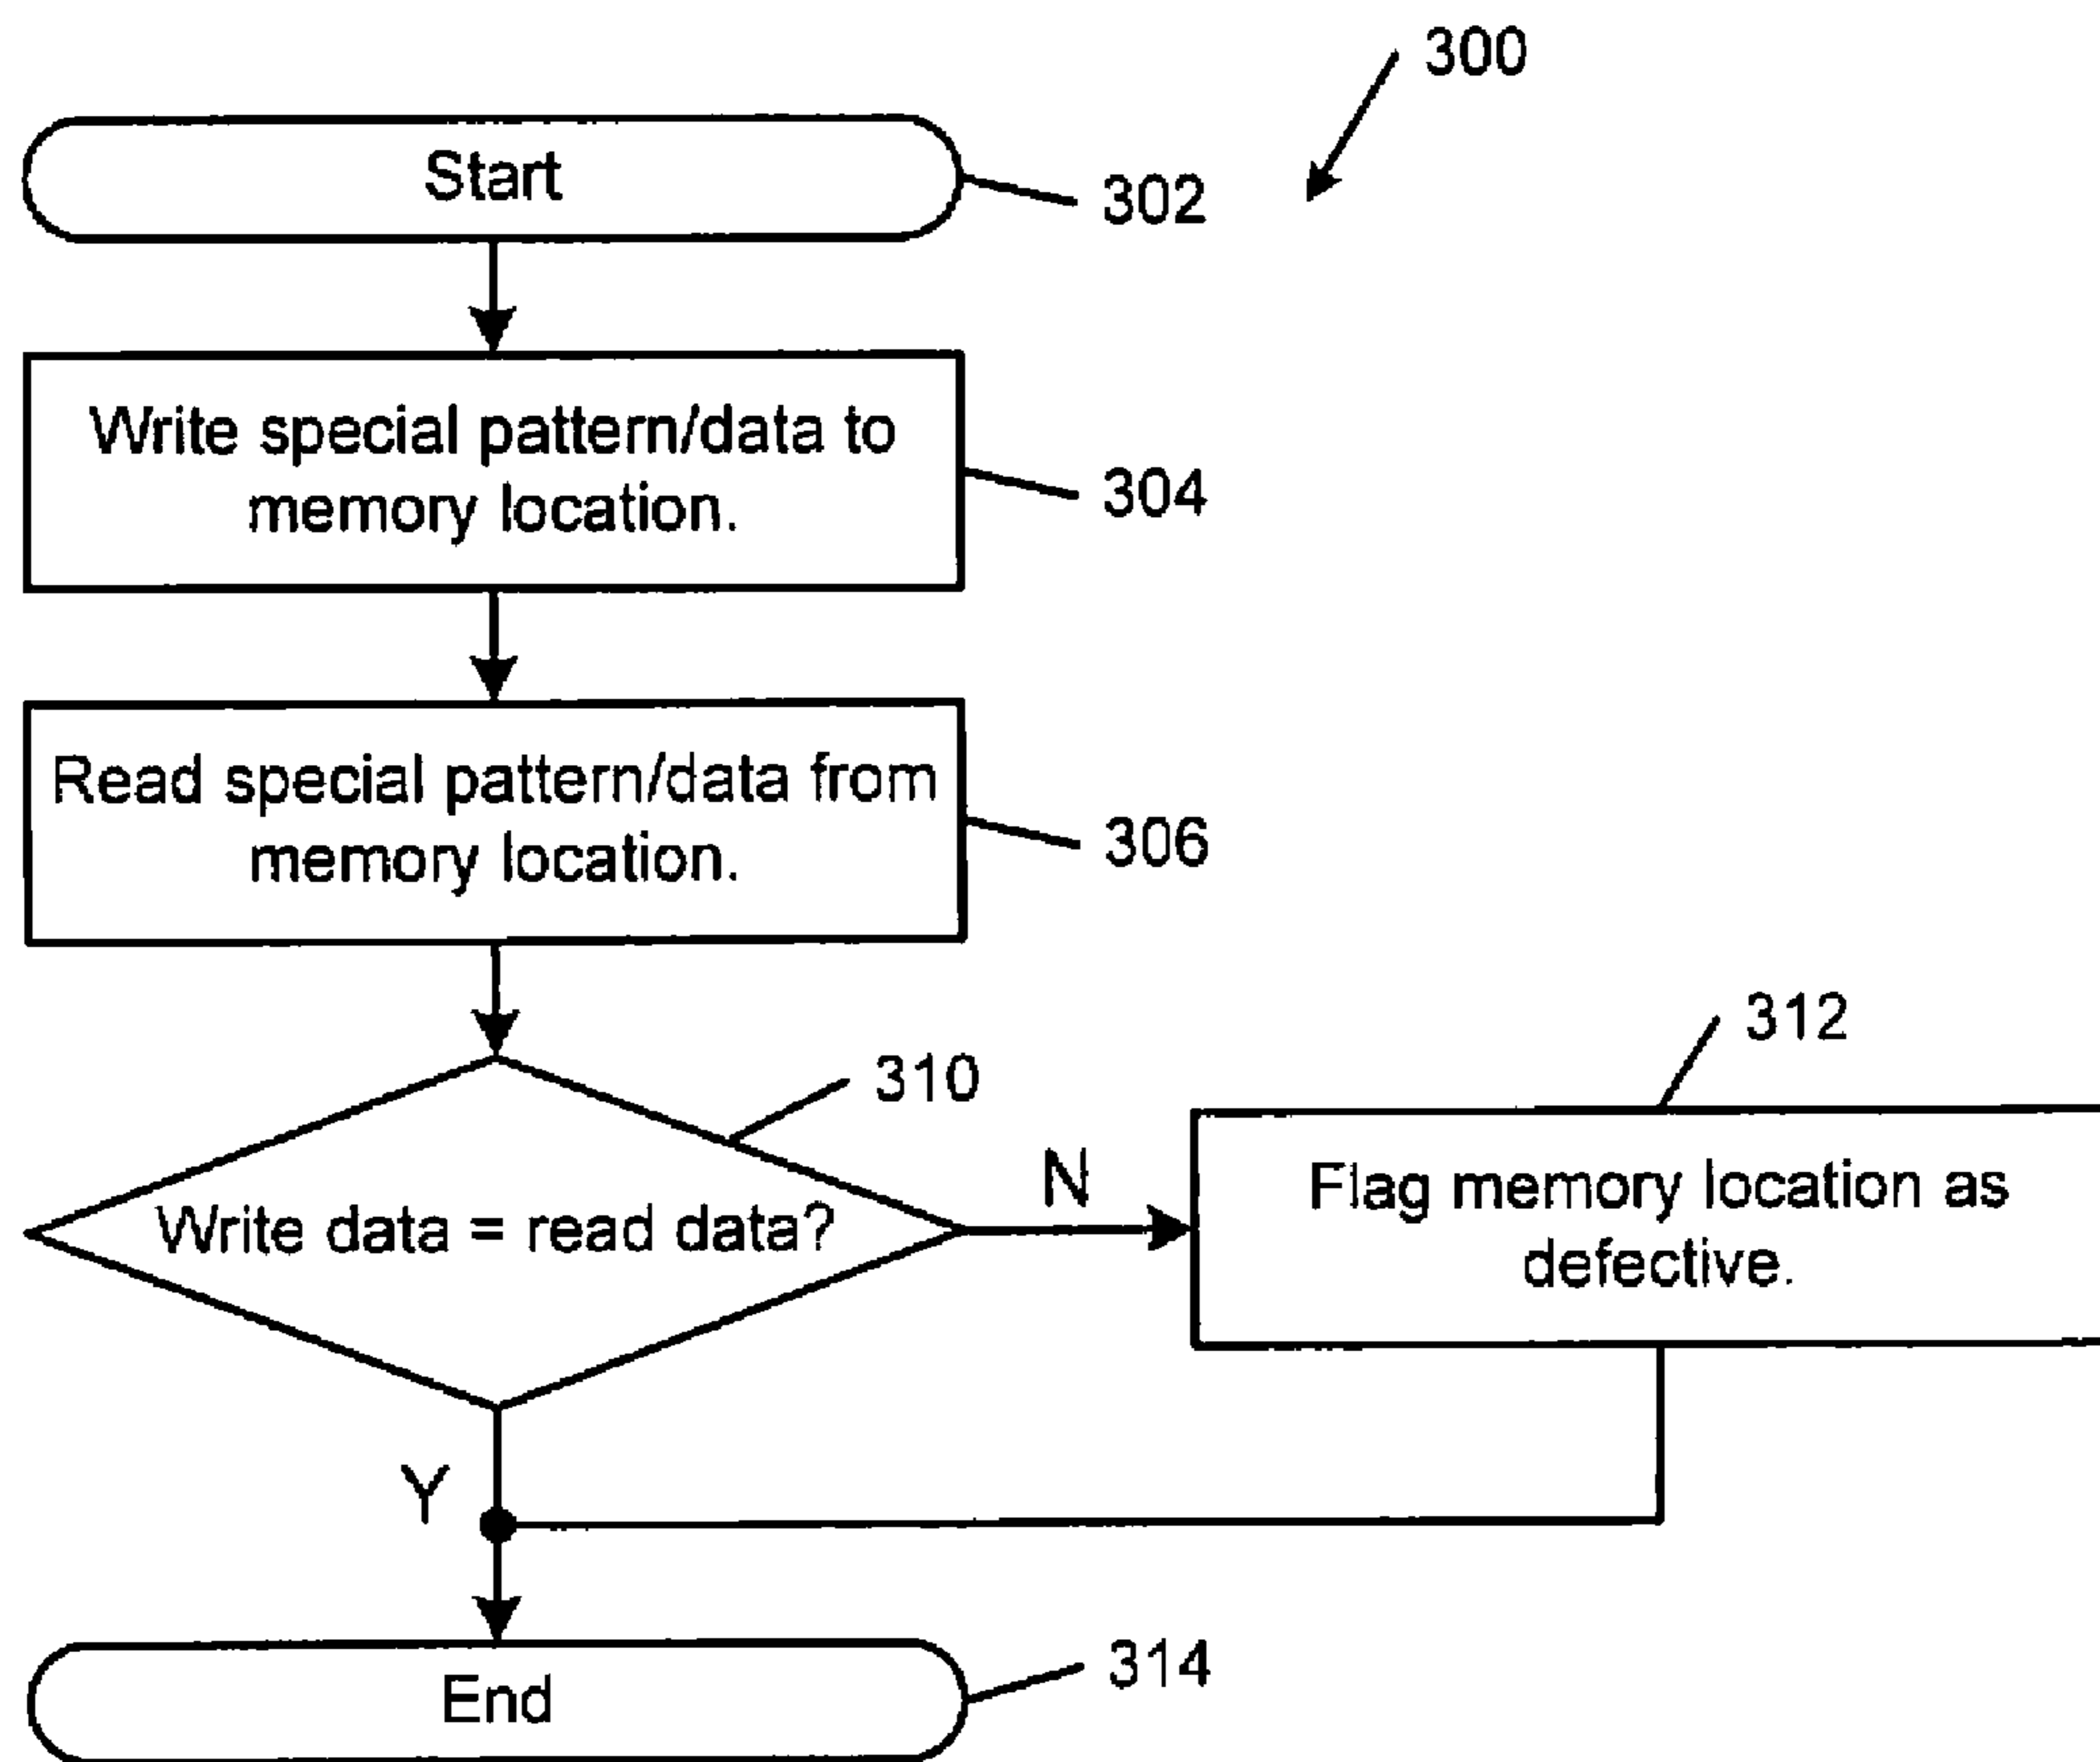 300
Start
302
Write special pattern/data to
memory location.
304
Read special pattern/data from
memory location.
306
310
312
Write data = read data?
N
Flag memory location as
defective.
Y
End
314